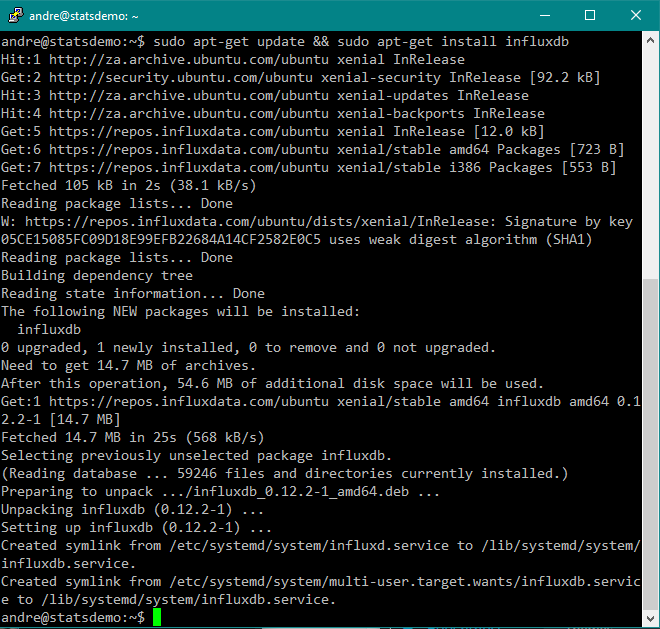 andre@statsdemo: ~
andre@statsdemo:~$ sudo apt-get update && sudo apt-get install influxdb
Hit:1 http://za.archive.ubuntu.com/ubuntu xenial InRelease
Get:2 http://security.ubuntu.com/ubuntu xenial-security InRelease [92.2 kB]
Hit:3 http://za.archive.ubuntu.com/ubuntu xenial-updates InRelease
Hit:4 http://za.archive.ubuntu.com/ubuntu xenial-backports InRelease
Get:5 https://repos.influxdata.com/ubuntu xenial InRelease [12.0 kB]
Get:6 https://repos.influxdata.com/ubuntu xenial/stable amd64 Packages [723 B]
Get:7 https://repos.influxdata.com/ubuntu xenial/stable i386 Packages [553 B]
Fetched 105 kB in 2s (38.1 kB/s)
Reading package lists... Done
W: https://repos.influxdata.com/ubuntu/dists/xenial/InRelease: Signature by key
05CE15085FC09D18E99EFB22684A14CF2582E0C5 uses weak digest algorithm (SHA1)
Reading package lists... Done
Building dependency tree
Reading state information... Done
The following NEW packages will be installed:
  influxdb
0 upgraded, 1 newly installed, 0 to remove and 0 not upgraded.
Need to get 14.7 MB of archives.
After this operation, 54.6 MB of additional disk space will be used.
Get:1 https://repos.influxdata.com/ubuntu xenial/stable amd64 influxdb amd64 0.1
2.2-1 [14.7 MB]
Fetched 14.7 MB in 25s (568 kB/s)
Selecting previously unselected package influxdb.
(Reading database ... 59246 files and directories currently installed.)
Preparing to unpack .../influxdb_0.12.2-1_amd64.deb ...
Unpacking influxdb (0.12.2-1) ...
Setting up influxdb (0.12.2-1) ...
Created symlink from /etc/systemd/system/influxd.service to /lib/systemd/system/
influxdb.service.
Created symlink from /etc/systemd/system/multi-user.target.wants/influxdb.servic
e to /lib/systemd/system/influxdb.service.
andre@statsdemo:~$